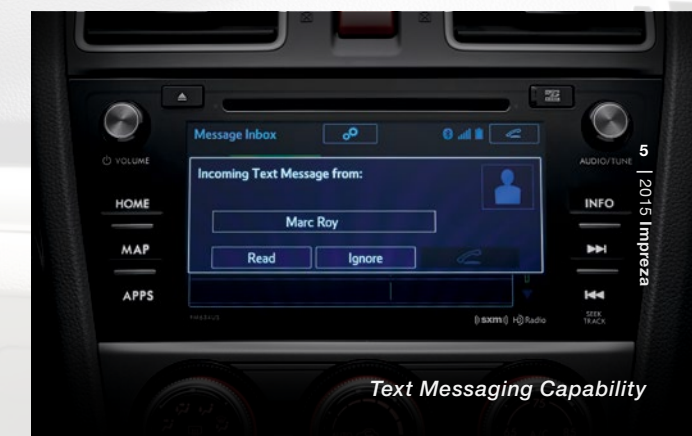 Message Inbox
VOLUME
AUDIO/TUNE
Incoming Text Message from:
HOME
INFO
Marc Roy
MAP
Read
Ignore
APPS
((SXM)) HD Radio
SEEK
TRACK
5 | 2015 Impreza
Text Messaging Capability